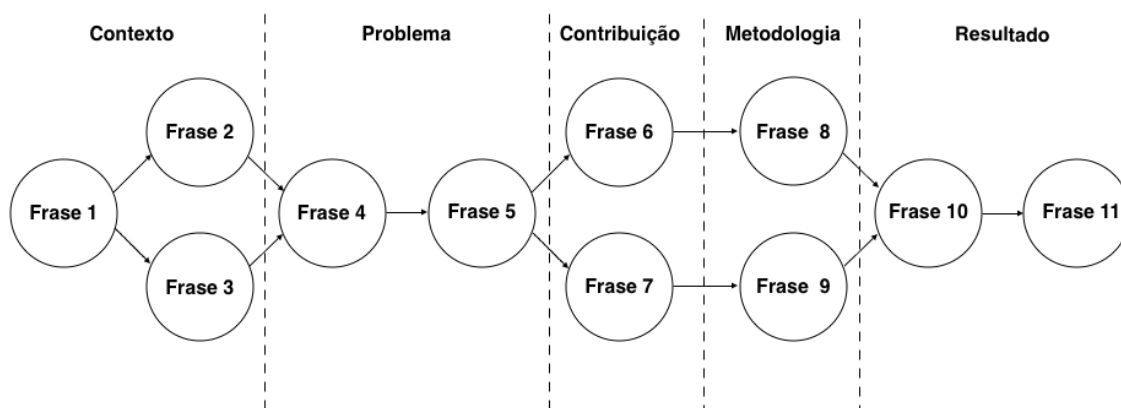 Contexto
Problema
Contribuição
Metodologia
Resultado
Frase 1
Frase 2
Frase 3
Frase 4
Frase 5
Frase 6
Frase 7
Frase 8
Frase 9
Frase 10
Frase 11